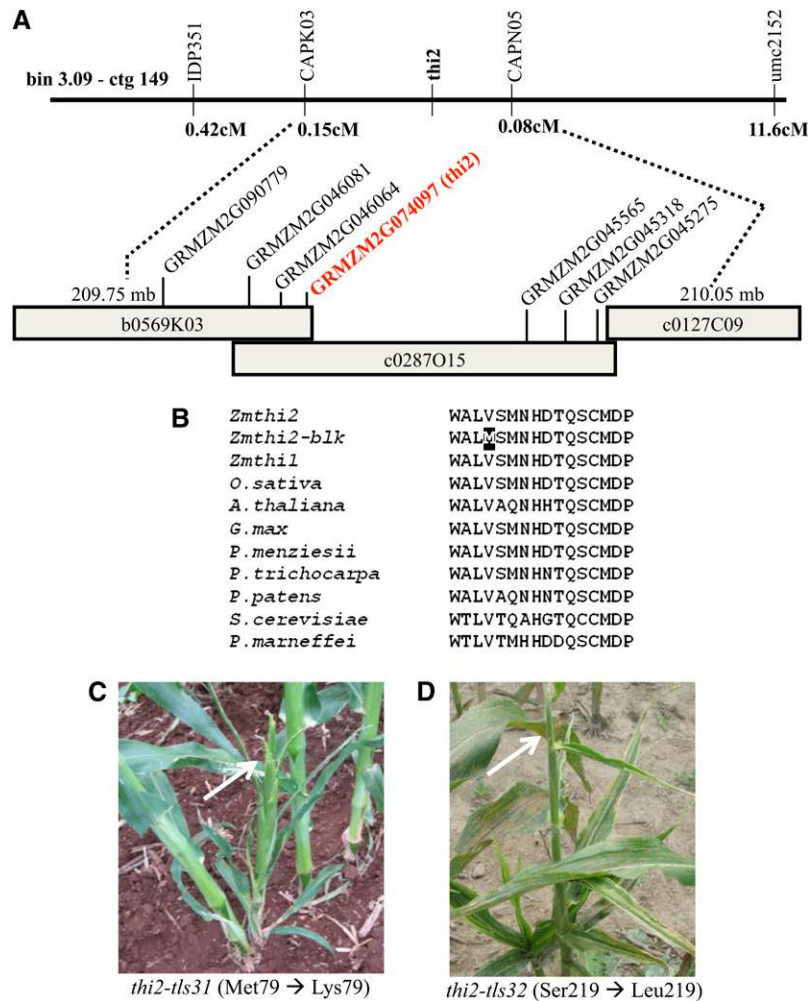 A
IDP351
CAPK03
thi2
CAPN05
umc2152
bin 3.09 - ctg 149
0.42cM
0.15cM
0.08cM
11.6cM
GRMZM2G090779
GRMZM2G046081
GRMZM2G046064
GRMZM2G074097 (thi2)
GRMZM2G045565
GRMZM2G045318
GRMZM2G045275
209.75 mb
210.05 mb
b0569K03
c0127C09
c0287O15
B
Zmthi2 WALVSMNHDTQSCMDP
Zmthi2-blk WALMSMNHDTQSCMDP
Zmthi1 WALVSMNHDTQSCMDP
O.sativa WALVSMNHDTQSCMDP
A.thaliana WALVAQNHHTQSCMDP
G.max WALVSMNHDTQSCMDP
P.menziesii WALVSMNHDTQSCMDP
P.trichocarpa WALVSMNHNTQSCMDP
P.patens WALVAQNHNTQSCMDP
S.cerevisiae WTLVTQAHGTQCCMDP
P.marneffei WTLVTMHHDDQSCMDP
C
D
thi2-tls31 (Met79 → Lys79)
thi2-tls32 (Ser219 → Leu219)